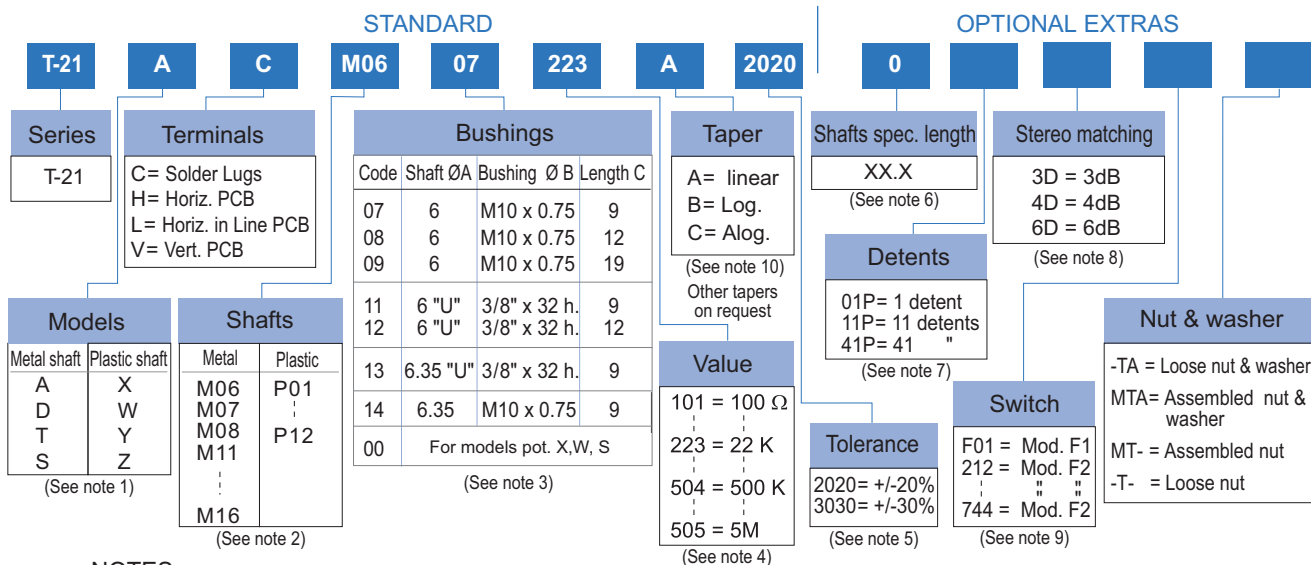 STANDARD
OPTIONAL EXTRAS
T-21 A C M06 07 223 A 2020 0
Series
T-21
Terminals
C= Solder Lugs
H= Horiz. PCB
L= Horiz. in Line PCB
V= Vert. PCB
Bushings
Code Shaft ØA Bushing Ø B Length C
07 6 M10 x 0.75 9
08 6 M10 x 0.75 12
09 6 M10 x 0.75 19
11 6 "U" 3/8" x 32 h. 9
12 6 "U" 3/8" x 32 h. 12
13 6.35 "U" 3/8" x 32 h. 9
14 6.35 M10 x 0.75 9
00 For models pot. X,W, S
(See note 3)
Taper
A= linear
B= Log.
C= Alog.
(See note 10)
Other tapers
on request
Shafts spec. length
XX.X
(See note 6)
Stereo matching
3D = 3dB
4D = 4dB
6D = 6dB
(See note 8)
Detents
01P= 1 detent
11P= 11 detents
41P= 41 "
(See note 7)
Models
Metal shaft Plastic shaft
A X
D W
T Y
S Z
(See note 1)
Shafts
Metal Plastic
M06 P01
M07
M08 P12
M11
M16
(See note 2)
Value
101 = 100 Ω
223 = 22 K
504 = 500 K
505 = 5M
(See note 4)
Tolerance
2020= +/-20%
3030= +/-30%
(See note 5)
Switch
F01 = Mod. F1
212 = Mod. F2
" "
744 = Mod. F2
(See note 9)
Nut & washer
-TA = Loose nut & washer
MTA= Assembled nut &
washer
MT- = Assembled nut
-T- = Loose nut